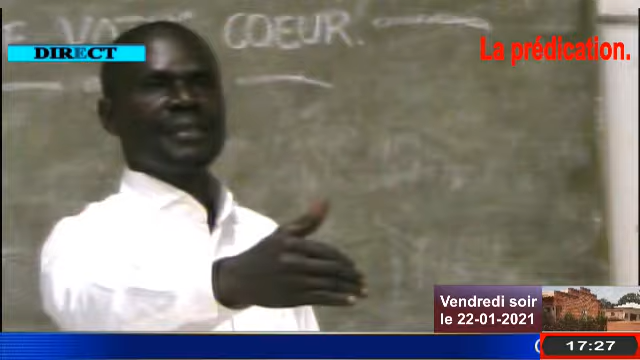 VOTRE COEUR.
DIRECT
La prédication.
Vendredi soir
le 22-01-2021
17:27